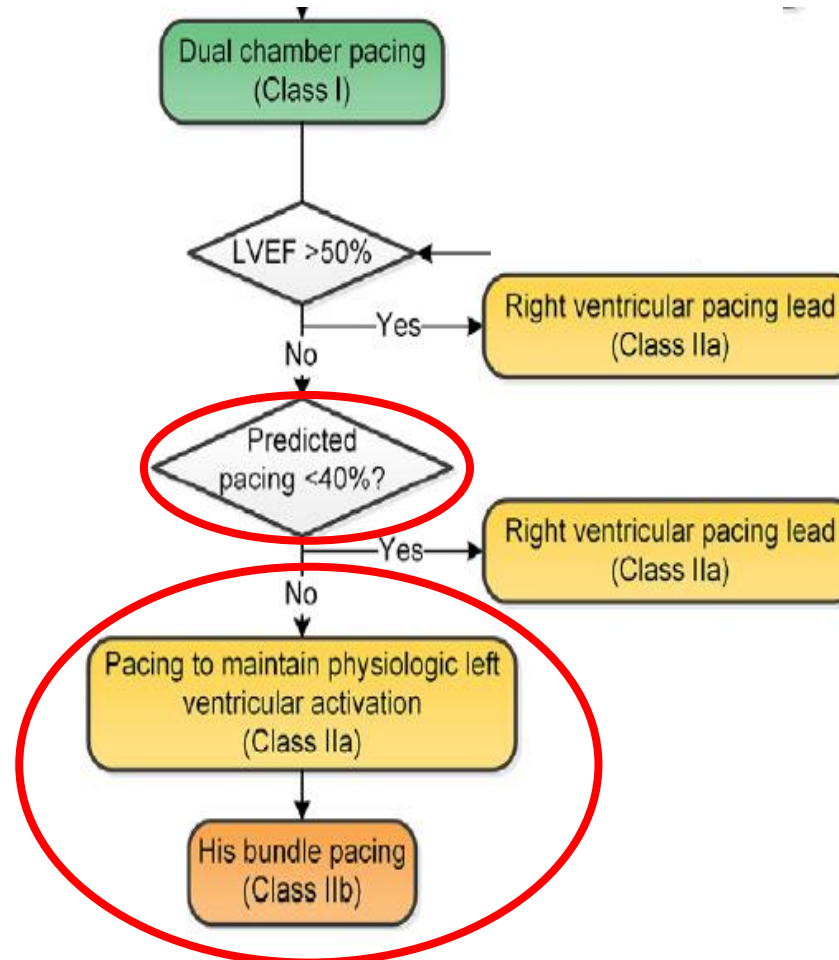 Dual chamber pacing
(Class I)
LVEF >50%
Yes
Right ventricular pacing lead
(Class IIa)
No
Predicted
pacing <40%?
Yes
Right ventricular pacing lead
(Class IIa)
No
Pacing to maintain physiologic left
ventricular activation
(Class IIa)
His bundle pacing
(Class IIb)